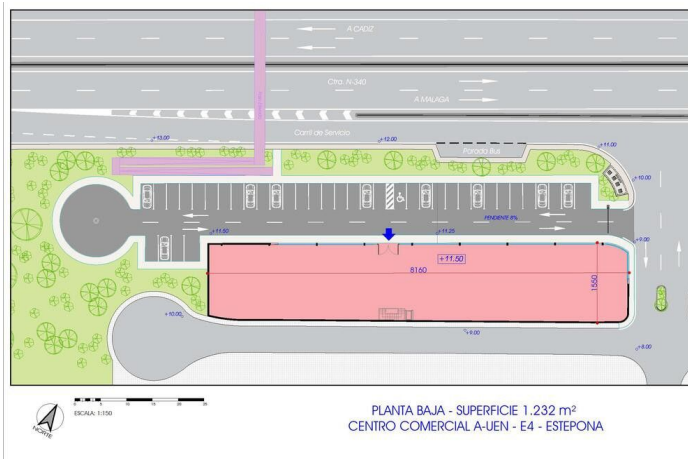 A CADIZ
Ctra. N-340
A MALAGA
Carril de Servicio
+13.00
+12.00
+11.00
Parada Bus
+10.00
PENDIENTE 8%
+11.50
+11.25
+9.00
+11.50
8160
1550
+10.00
+9.00
+9.00
ESCALA: 1:150
NORTE
PLANTA BAJA - SUPERFICIE 1.232 m²
CENTRO COMERCIAL A-UEN - E4 - ESTEPONA